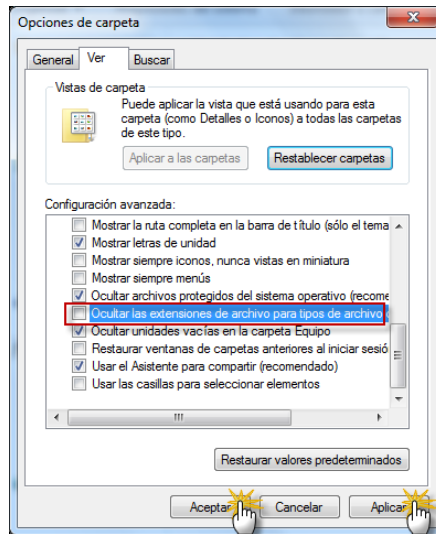 Opciones de carpeta
General Ver Buscar
Vistas de carpeta
Puede aplicar la vista que está usando para esta
carpeta (como Detalles o Iconos) a todas las carpetas
de este tipo.
Aplicar a las carpetas Restablecer carpetas
Configuración avanzada:
Mostrar la ruta completa en la barra de título (sólo el tema
Mostrar letras de unidad
Mostrar siempre iconos, nunca vistas en miniatura
Mostrar siempre menús
Ocultar archivos protegidos del sistema operativo (recome
Ocultar las extensiones de archivo para tipos de archivo
Ocultar unidades vacías en la carpeta Equipo
Restaurar ventanas de carpetas anteriores al iniciar sesió
Usar el Asistente para compartir (recomendado)
Usar las casillas para seleccionar elementos
Restaurar valores predeterminados
Aceptar Cancelar Aplicar